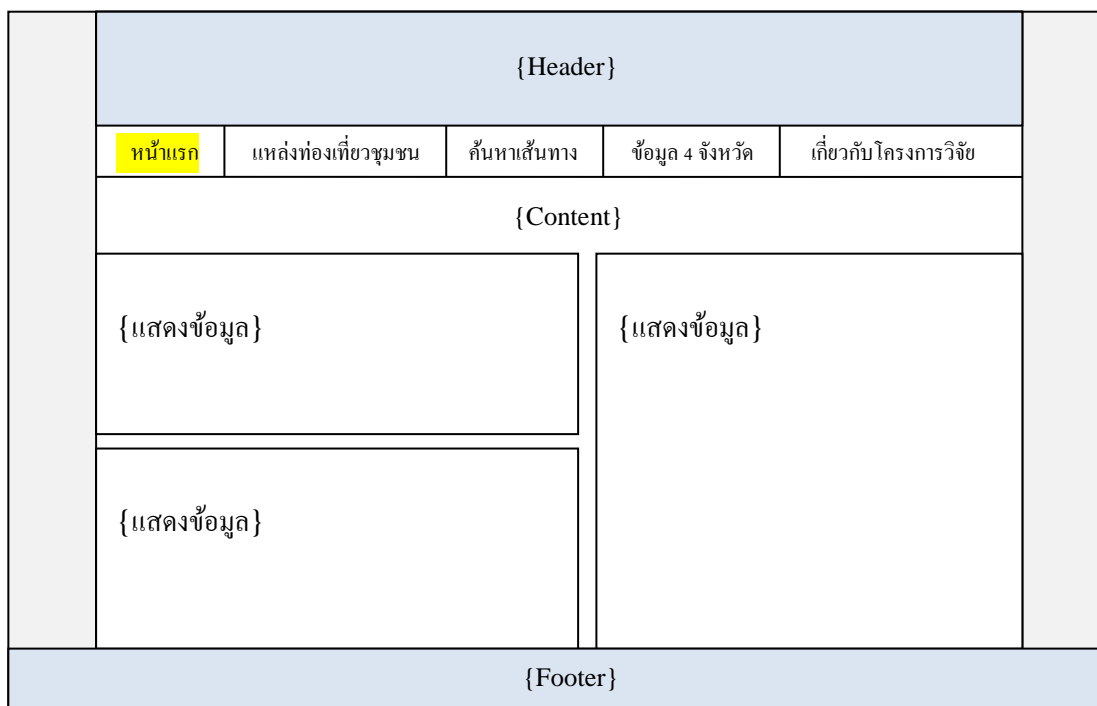 {Header}
หน้าแรก แหล่งท่องเที่ยวชุมชน ค้นหาเส้นทาง ข้อมูล 4 จังหวัด เกี่ยวกับโครงการวิจัย
{Content}
{แสดงข้อมูล} {แสดงข้อมูล}
{แสดงข้อมูล}
{Footer}